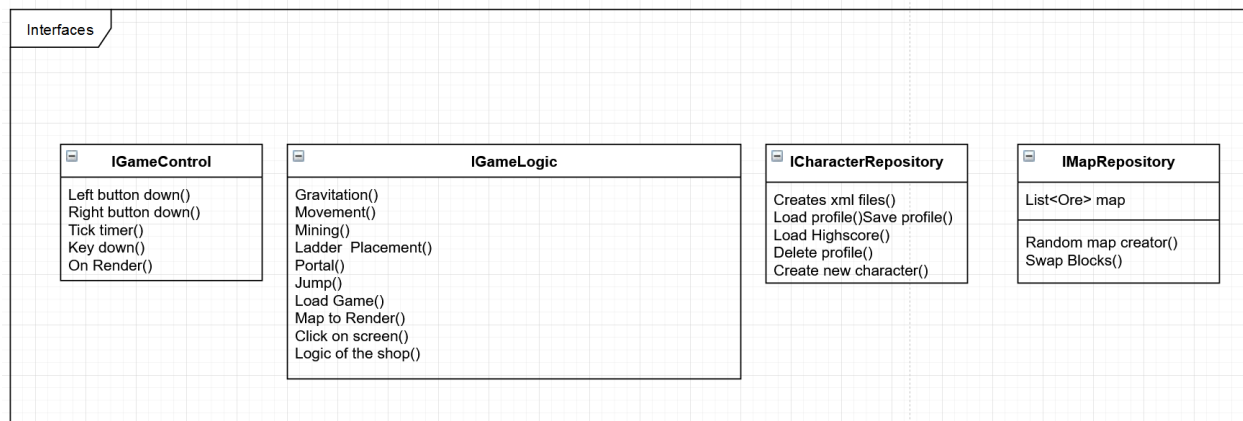 Interfaces
IGameControl
Left button down()
Right button down()
Tick timer()
Key down()
On Render()
IGameLogic
Gravitation()
Movement()
Mining()
Ladder  Placement()
Portal()
Jump()
Load Game()
Map to Render()
Click on screen()
Logic of the shop()
ICharacterRepository
Creates xml files()
Load profile()Save profile()
Load Highscore()
Delete profile()
Create new character()
IMapRepository
List<Ore> map
Random map creator()
Swap Blocks()